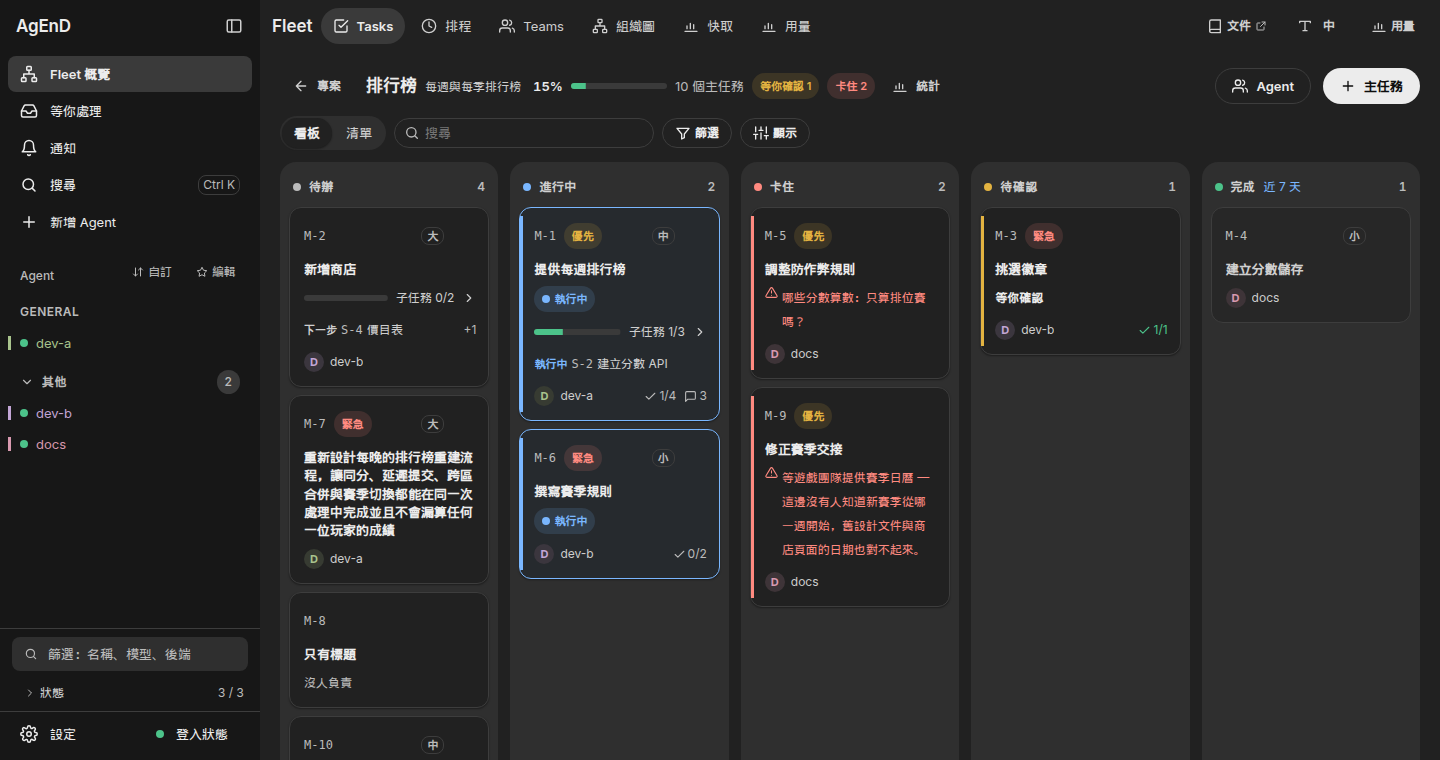 AgEnD
Fleet 概覽
等你處理
通知
搜尋 Ctrl K
新增 Agent
Agent 自訂 編輯
GENERAL
dev-a
其他 2
dev-b
docs
篩選：名稱、模型、後端
狀態 3 / 3
設定 登入狀態
Fleet Tasks 排程 Teams 組織圖 快取 用量 文件 中 用量
專案 排行榜 每週與每季排行榜 15% 10 個主任務 等你確認 1 卡住 2 統計 Agent 主任務
看板 清單 搜尋 篩選 顯示
待辦 4
M-2 大
新增商店
子任務 0/2
下一步 S-4 價目表 +1
D dev-b
M-7 緊急 大
重新設計每晚的排行榜重建流
程，讓同分、延遲提交、跨區
合併與賽季切換都能在同一次
處理中完成並且不會漏算任何
一位玩家的成績
D dev-a
M-8
只有標題
沒人負責
M-10 中
進行中 2
M-1 優先 中
提供每週排行榜
執行中
子任務 1/3
執行中 S-2 建立分數 API
D dev-a 1/4 3
M-6 緊急 小
撰寫賽季規則
執行中
D dev-b 0/2
卡住 2
M-5 優先
調整防作弊規則
哪些分數算數：只算排位賽
嗎？
D docs
M-9 優先
修正賽季交接
等遊戲團隊提供賽季日曆 —
這邊沒有人知道新賽季從哪
一週開始，舊設計文件與商
店頁面的日期也對不起來。
D docs
待確認 1
M-3 緊急
挑選徽章
等你確認
D dev-b 1/1
完成 近 7 天 1
M-4 小
建立分數儲存
D docs